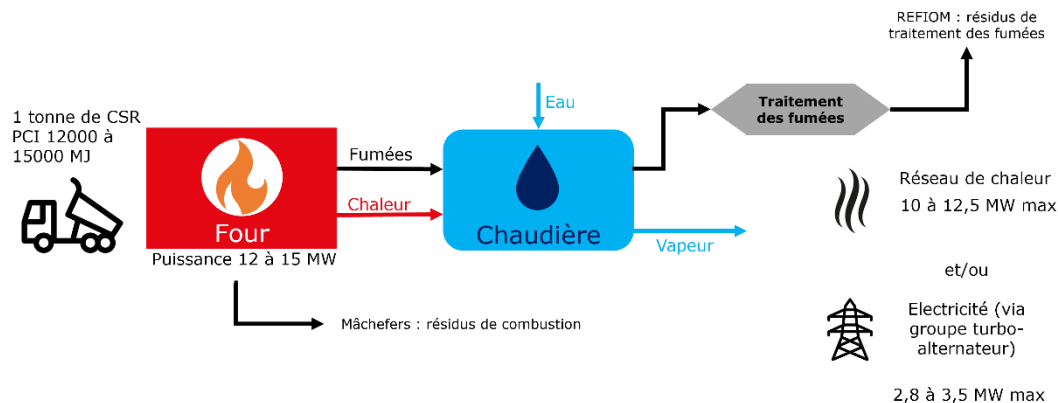 REFIOM : résidus de
traitement des fumées
Eau
Traitement
des fumées
1 tonne de CSR
PCI 12000 à
15000 MJ
Fumées
Chaleur
Four
Chaudière
Vapeur
Puissance 12 à 15 MW
Réseau de chaleur
10 à 12,5 MW max
et/ou
Mâchefers : résidus de combustion
Electricité (via
groupe turbo-
alternateur)
2,8 à 3,5 MW max